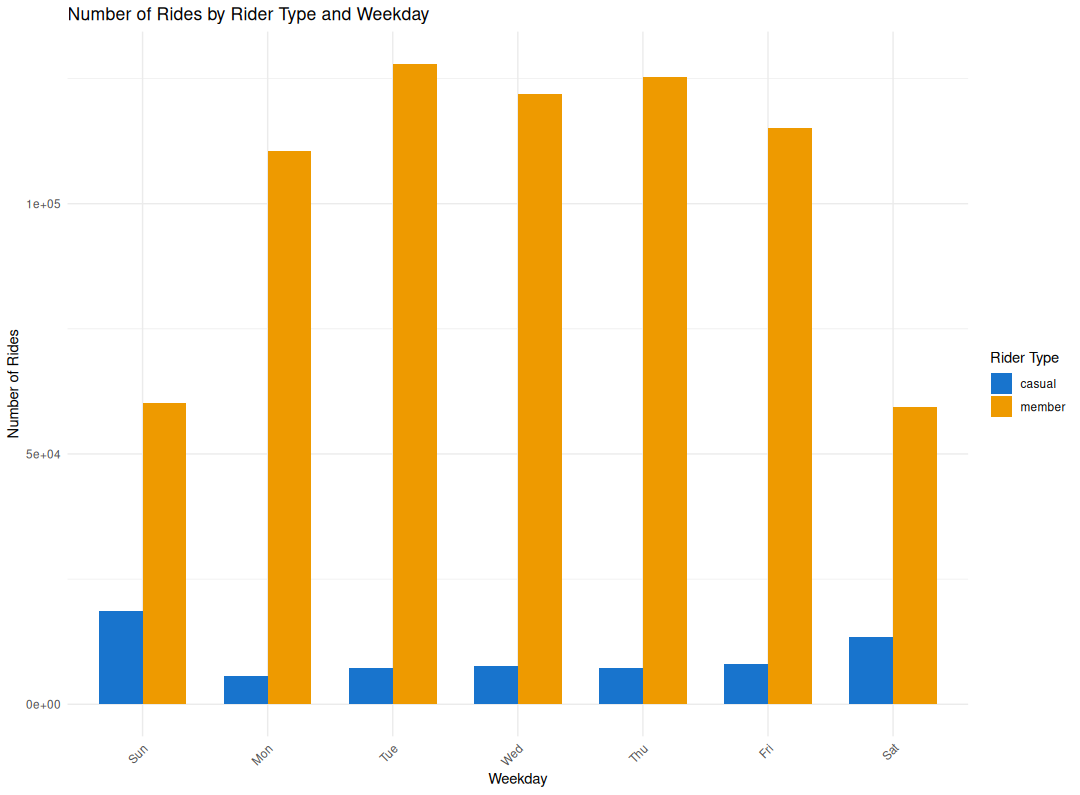 Number of Rides by Rider Type and Weekday
Number of Rides
1e+05
5e+04
0e+00
Sun
Mon
Tue
Wed
Thu
Fri
Sat
Weekday
Rider Type
casual
member